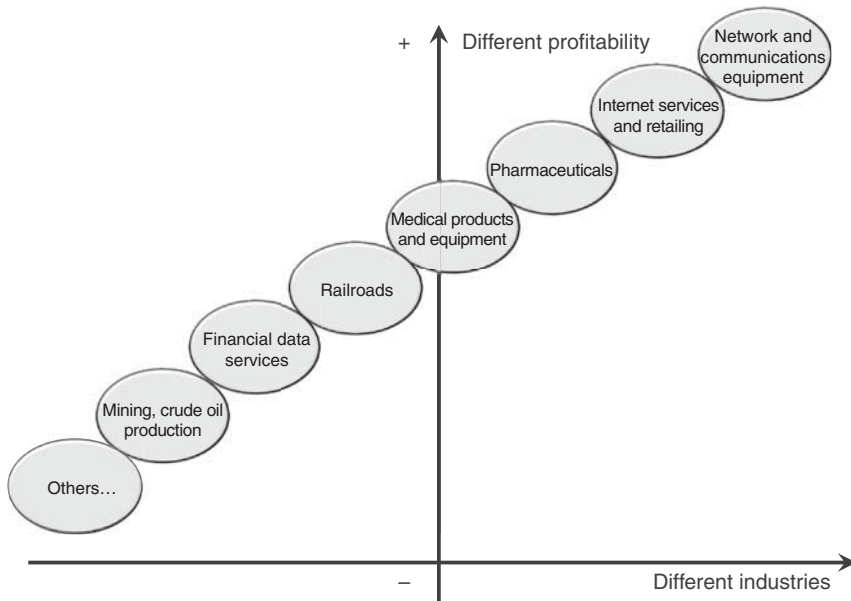 + Different profitability
Network and
communications
equipment
Internet services
and retailing
Pharmaceuticals
Medical products
and equipment
Railroads
Financial data
services
Mining, crude oil
production
Others…
–
Different industries